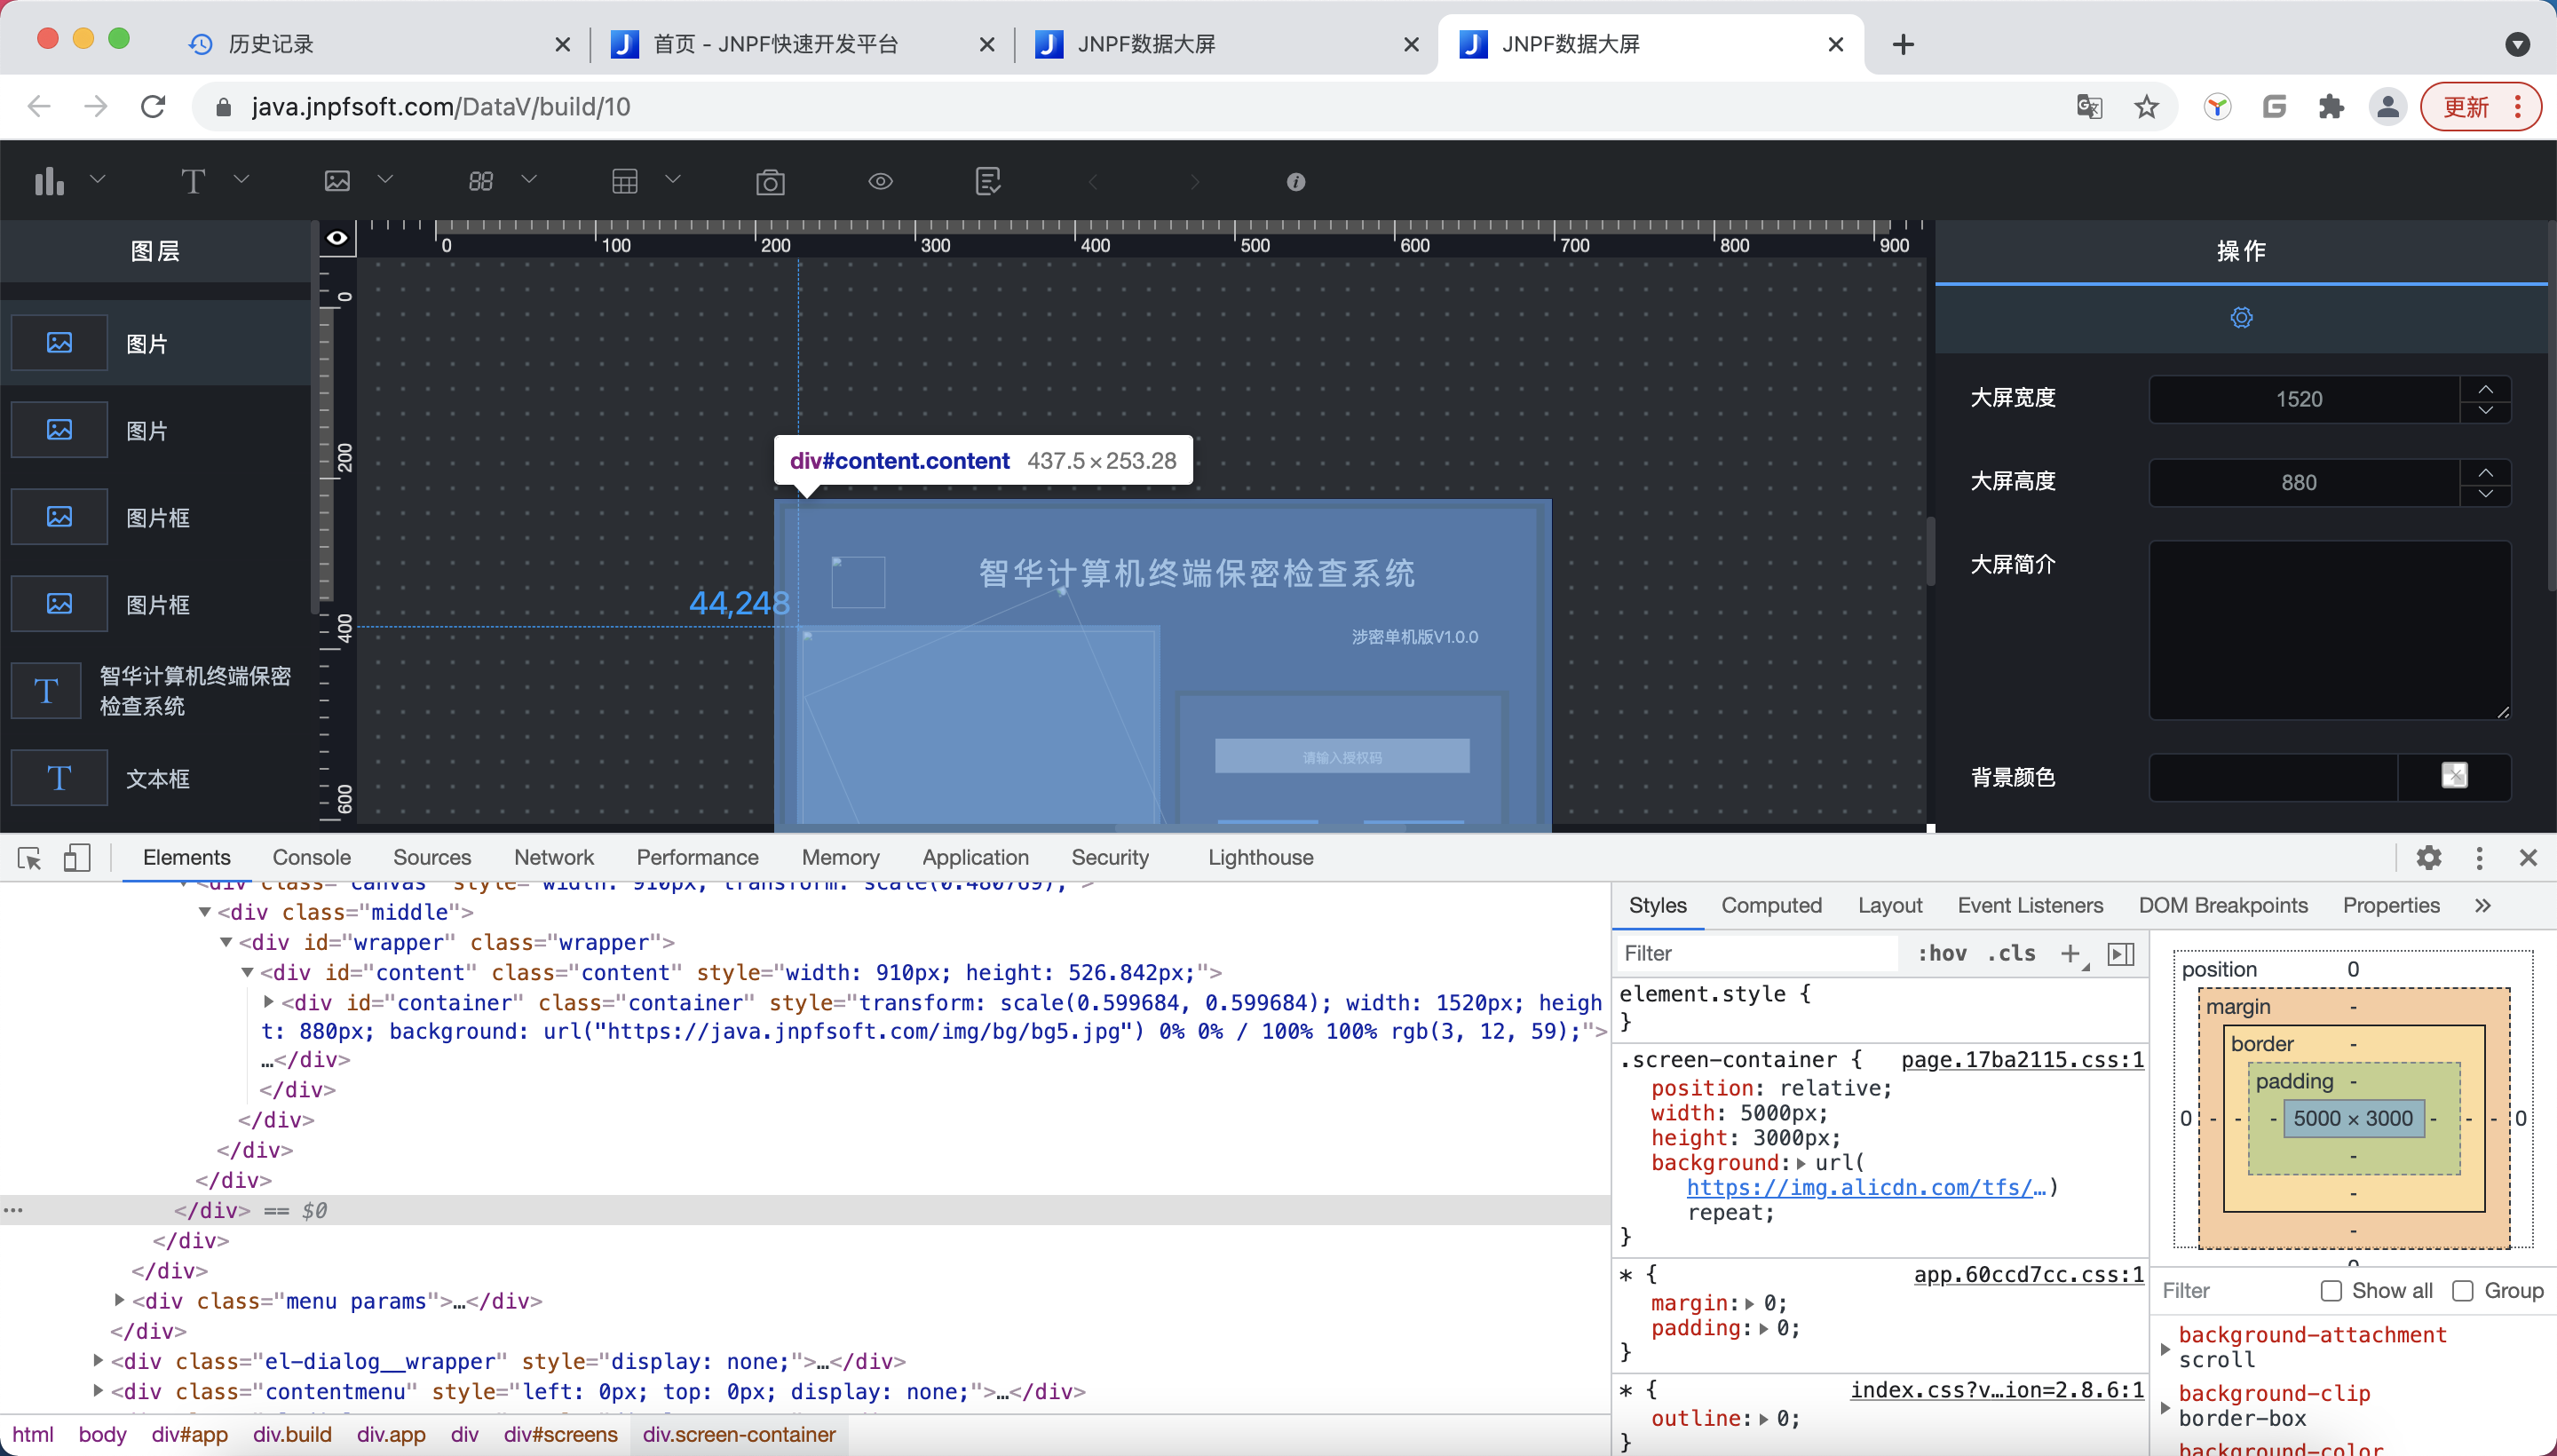 历史记录
首页 - JNPF快速开发平台
JNPF数据大屏
JNPF数据大屏
java.jnpfsoft.com/DataV/build/10
更新
图层
0 100 200 300 400 500 600 700 800 900
操作
0
200
400
600
图片
图片
图片框
图片框
智华计算机终端保密
检查系统
文本框
div#content.content 437.5 × 253.28
44,248
智华计算机终端保密检查系统
涉密单机版V1.0.0
请输入授权码
大屏宽度 1520
大屏高度 880
大屏简介
背景颜色
Elements Console Sources Network Performance Memory Application Security Lighthouse
<div class="canvas" style="width: 910px; transform: scale(0.480769);">
<div class="middle">
<div id="wrapper" class="wrapper">
<div id="content" class="content" style="width: 910px; height: 526.842px;">
<div id="container" class="container" style="transform: scale(0.599684, 0.599684); width: 1520px; heigh
t: 880px; background: url("https://java.jnpfsoft.com/img/bg/bg5.jpg") 0% 0% / 100% 100% rgb(3, 12, 59);">
…</div>
</div>
</div>
</div>
</div>
</div> == $0
</div>
</div>
<div class="menu params">…</div>
</div>
<div class="el-dialog__wrapper" style="display: none;">…</div>
<div class="contentmenu" style="left: 0px; top: 0px; display: none;">…</div>
html body div#app div.build div.app div div#screens div.screen-container
Styles Computed Layout Event Listeners DOM Breakpoints Properties
Filter :hov .cls
element.style {
}
.screen-container { page.17ba2115.css:1
position: relative;
width: 5000px;
height: 3000px;
background: url(
https://img.alicdn.com/tfs/…)
repeat;
}
* { app.60ccd7cc.css:1
margin: 0;
padding: 0;
}
* { index.css?v…ion=2.8.6:1
outline: 0;
}
position 0
margin -
border -
padding -
0 - - - 5000 × 3000 - - - 0
-
-
-
0
Filter Show all Group
background-attachment
scroll
background-clip
border-box
background-color